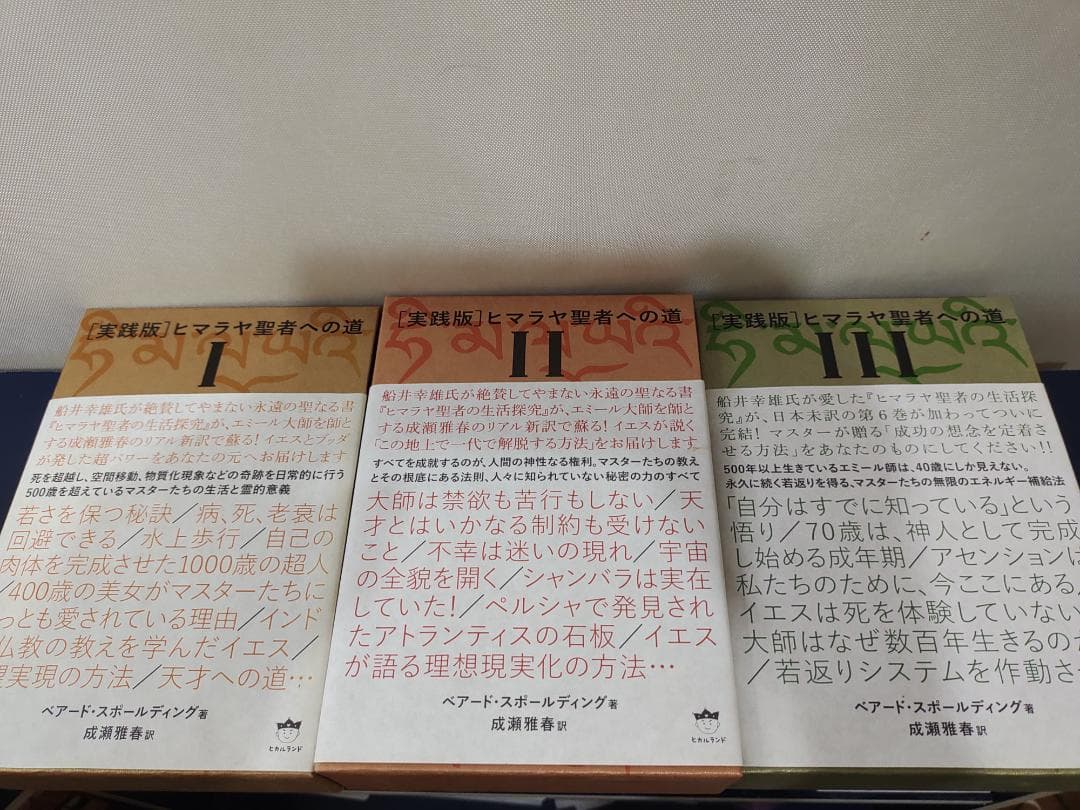 [実践版]ヒマラヤ聖者への道
I
船井幸雄氏が絶賛してやまない永遠の聖なる書
『ヒマラヤ聖者の生活探究』が、エミール大師を師と
する成瀬雅春のリアル新訳で蘇る！イエスとブッダ
が発した超パワーをあなたの元へお届けします
死を超越し、空間移動、物質化現象などの奇跡を日常的に行う
500歳を超えているマスターたちの生活と霊的意義
若さを保つ秘訣／病、死、老衰は
回避できる／水上歩行／自己の
肉体を完成させた1000歳の超人
／400歳の美女がマスターたちに
っとも愛されている理由／インド
仏教の教えを学んだイエス／
実現の方法／天才への道…
ベアード・スポールディング著
成瀬雅春訳
ヒカルランド
[実践版]ヒマラヤ聖者への道
II
船井幸雄氏が絶賛してやまない永遠の聖なる書
『ヒマラヤ聖者の生活探究』が、エミール大師を師と
する成瀬雅春のリアル新訳で蘇る！イエスが説く
「この地上で一代で解脱する方法」をお届けします
すべてを成就するのが、人間の神性なる権利。マスターたちの教え
とその根底にある法則、人々に知られていない秘密の力のすべて
大師は禁欲も苦行もしない／天
才とはいかなる制約も受けない
こと／不幸は迷いの現れ／宇宙
の全貌を開く／シャンバラは実在
していた！／ペルシャで発見され
たアトランティスの石板／イエス
が語る理想現実化の方法…
ベアード・スポールディング著
成瀬雅春訳
ヒカルランド
[実践版]ヒマラヤ聖者への道
III
船井幸雄氏が愛した『ヒマラヤ聖者の生活探
究』が、日本未訳の第6巻が加わってついに
完結！マスターが贈る「成功の想念を定着さ
せる方法」をあなたのものにしてください!!
500年以上生きているエミール師は、40歳にしか見えない。
永久に続く若返りを得る、マスターたちの無限のエネルギー補給法
「自分はすでに知っている」という
悟り／70歳は、神人として完成
し始める成年期／アセンションは
私たちのために、今ここにある
イエスは死を体験していない
大師はなぜ数百年生きるの
／若返りシステムを作動さ
ベアード・スポールディング著
成瀬雅春訳